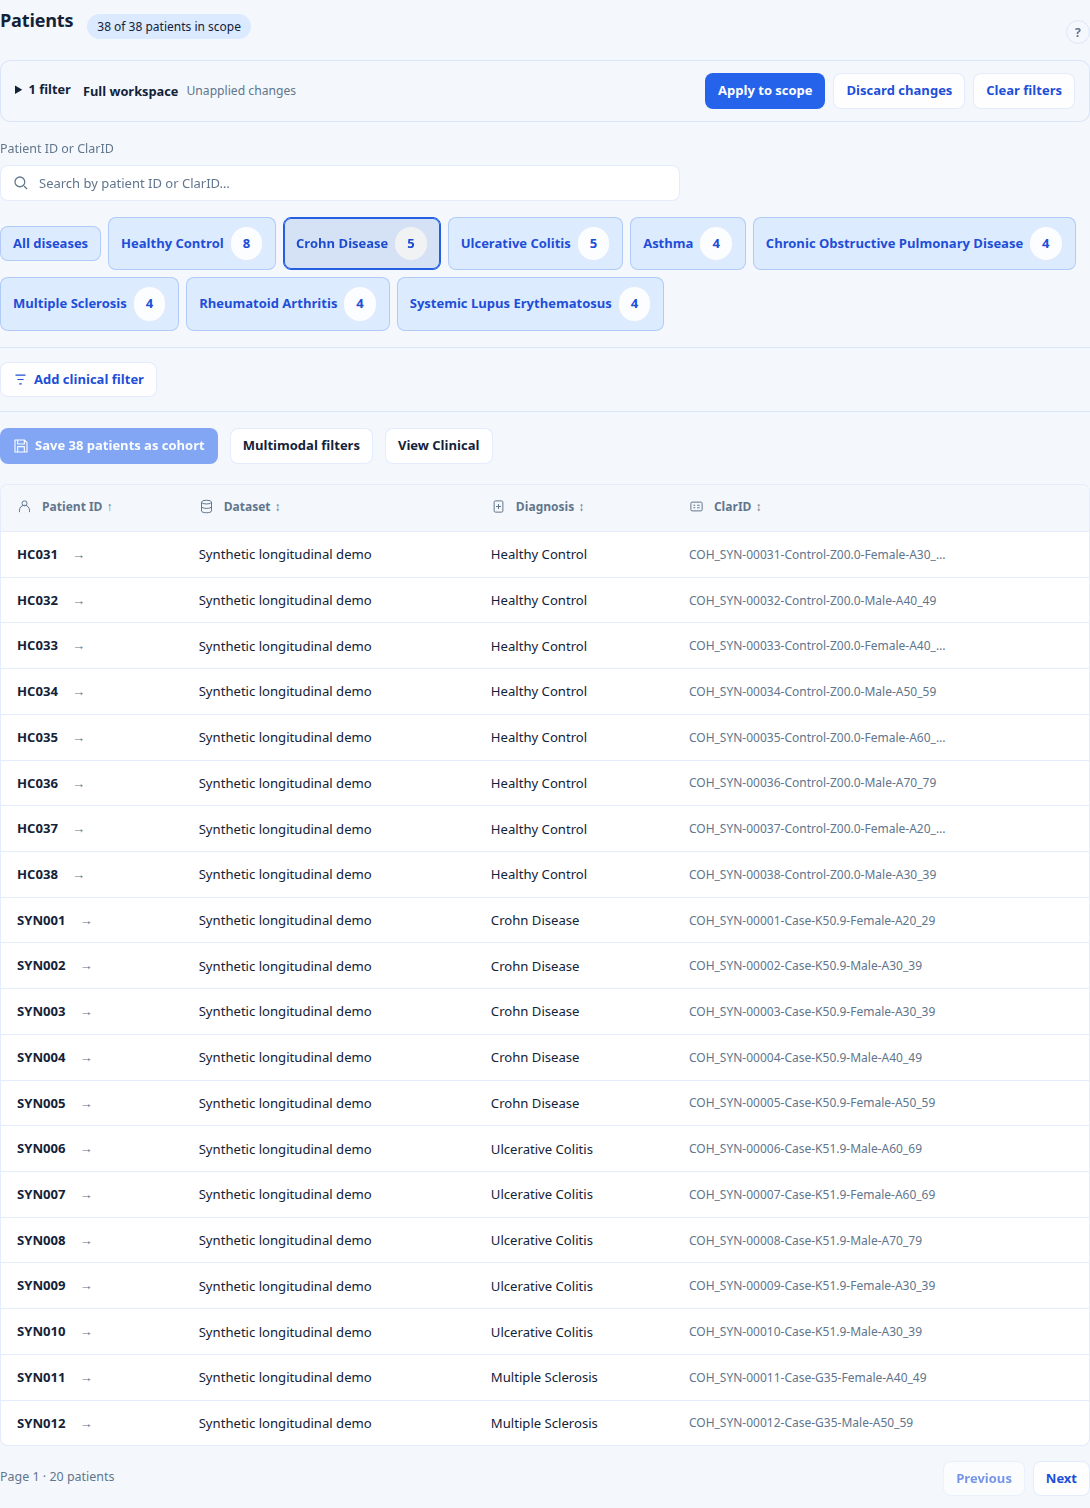 Patients
38 of 38 patients in scope
?
1 filter
Full workspace
Unapplied changes
Apply to scope
Discard changes
Clear filters
Patient ID or ClarID
Search by patient ID or ClarID...
All diseases
Healthy Control 8
Crohn Disease 5
Ulcerative Colitis 5
Asthma 4
Chronic Obstructive Pulmonary Disease 4
Multiple Sclerosis 4
Rheumatoid Arthritis 4
Systemic Lupus Erythematosus 4
Add clinical filter
Save 38 patients as cohort
Multimodal filters
View Clinical
Patient ID ↑ Dataset ↕ Diagnosis ↕ ClarID ↕
HC031 → Synthetic longitudinal demo Healthy Control COH_SYN-00031-Control-Z00.0-Female-A30_...
HC032 → Synthetic longitudinal demo Healthy Control COH_SYN-00032-Control-Z00.0-Male-A40_49
HC033 → Synthetic longitudinal demo Healthy Control COH_SYN-00033-Control-Z00.0-Female-A40_...
HC034 → Synthetic longitudinal demo Healthy Control COH_SYN-00034-Control-Z00.0-Male-A50_59
HC035 → Synthetic longitudinal demo Healthy Control COH_SYN-00035-Control-Z00.0-Female-A60_...
HC036 → Synthetic longitudinal demo Healthy Control COH_SYN-00036-Control-Z00.0-Male-A70_79
HC037 → Synthetic longitudinal demo Healthy Control COH_SYN-00037-Control-Z00.0-Female-A20_...
HC038 → Synthetic longitudinal demo Healthy Control COH_SYN-00038-Control-Z00.0-Male-A30_39
SYN001 → Synthetic longitudinal demo Crohn Disease COH_SYN-00001-Case-K50.9-Female-A20_29
SYN002 → Synthetic longitudinal demo Crohn Disease COH_SYN-00002-Case-K50.9-Male-A30_39
SYN003 → Synthetic longitudinal demo Crohn Disease COH_SYN-00003-Case-K50.9-Female-A30_39
SYN004 → Synthetic longitudinal demo Crohn Disease COH_SYN-00004-Case-K50.9-Male-A40_49
SYN005 → Synthetic longitudinal demo Crohn Disease COH_SYN-00005-Case-K50.9-Female-A50_59
SYN006 → Synthetic longitudinal demo Ulcerative Colitis COH_SYN-00006-Case-K51.9-Male-A60_69
SYN007 → Synthetic longitudinal demo Ulcerative Colitis COH_SYN-00007-Case-K51.9-Female-A60_69
SYN008 → Synthetic longitudinal demo Ulcerative Colitis COH_SYN-00008-Case-K51.9-Male-A70_79
SYN009 → Synthetic longitudinal demo Ulcerative Colitis COH_SYN-00009-Case-K51.9-Female-A30_39
SYN010 → Synthetic longitudinal demo Ulcerative Colitis COH_SYN-00010-Case-K51.9-Male-A30_39
SYN011 → Synthetic longitudinal demo Multiple Sclerosis COH_SYN-00011-Case-G35-Female-A40_49
SYN012 → Synthetic longitudinal demo Multiple Sclerosis COH_SYN-00012-Case-G35-Male-A50_59
Page 1 · 20 patients
Previous
Next